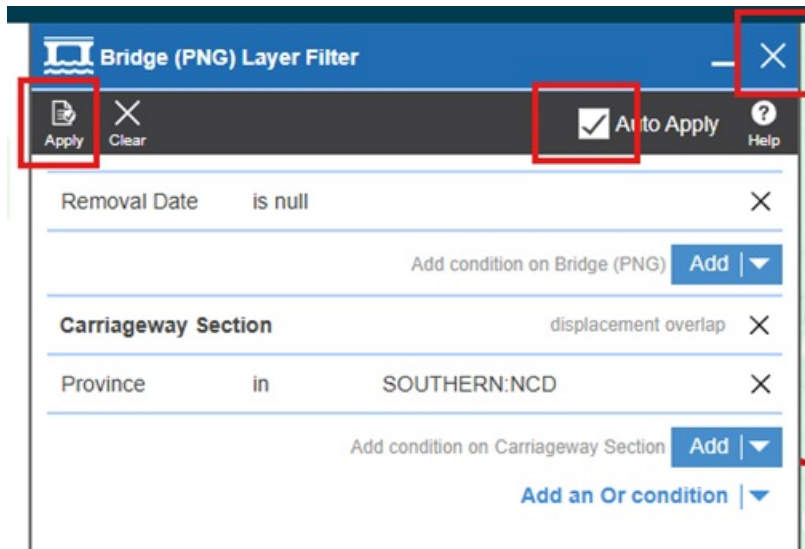 Bridge (PNG) Layer Filter
Apply Clear Auto Apply Help
Removal Date is null
Add condition on Bridge (PNG) Add
Carriageway Section displacement overlap
Province in SOUTHERN:NCD
Add condition on Carriageway Section Add
Add an Or condition